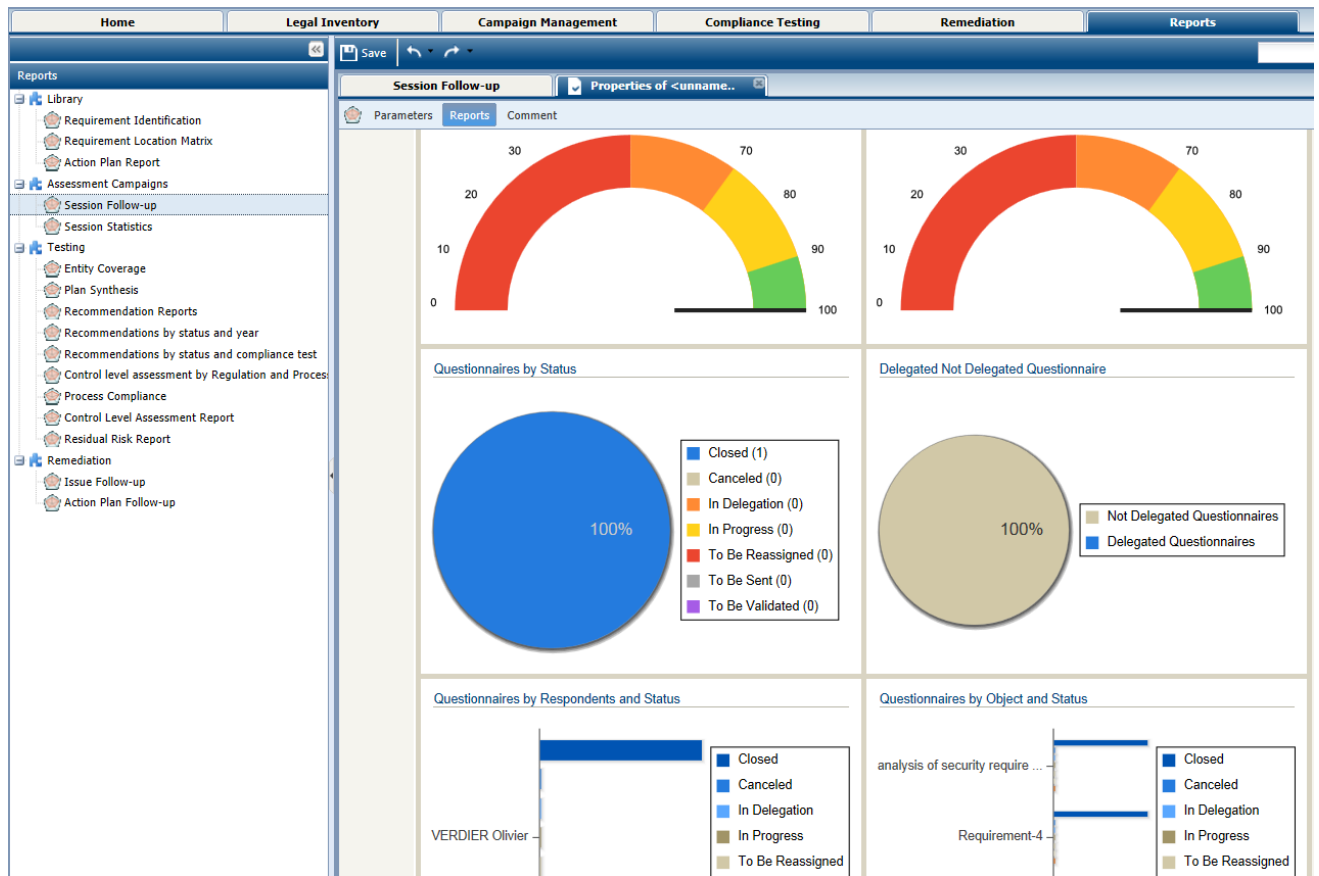 Home Legal Inventory Campaign Management Compliance Testing Remediation Reports
Save
Reports
Library
Requirement Identification
Requirement Location Matrix
Action Plan Report
Assessment Campaigns
Session Follow-up
Session Statistics
Testing
Entity Coverage
Plan Synthesis
Recommendation Reports
Recommendations by status and year
Recommendations by status and compliance test
Control level assessment by Regulation and Proces
Process Compliance
Control Level Assessment Report
Residual Risk Report
Remediation
Issue Follow-up
Action Plan Follow-up
Session Follow-up Properties of <unname..
Parameters Reports Comment
30 70
20 80
10 90
0 100
30 70
20 80
10 90
0 100
Questionnaires by Status
100%
Closed (1)
Canceled (0)
In Delegation (0)
In Progress (0)
To Be Reassigned (0)
To Be Sent (0)
To Be Validated (0)
Delegated Not Delegated Questionnaire
100%
Not Delegated Questionnaires
Delegated Questionnaires
Questionnaires by Respondents and Status
VERDIER Olivier
Closed
Canceled
In Delegation
In Progress
To Be Reassigned
Questionnaires by Object and Status
analysis of security require ...
Requirement-4
Closed
Canceled
In Delegation
In Progress
To Be Reassigned